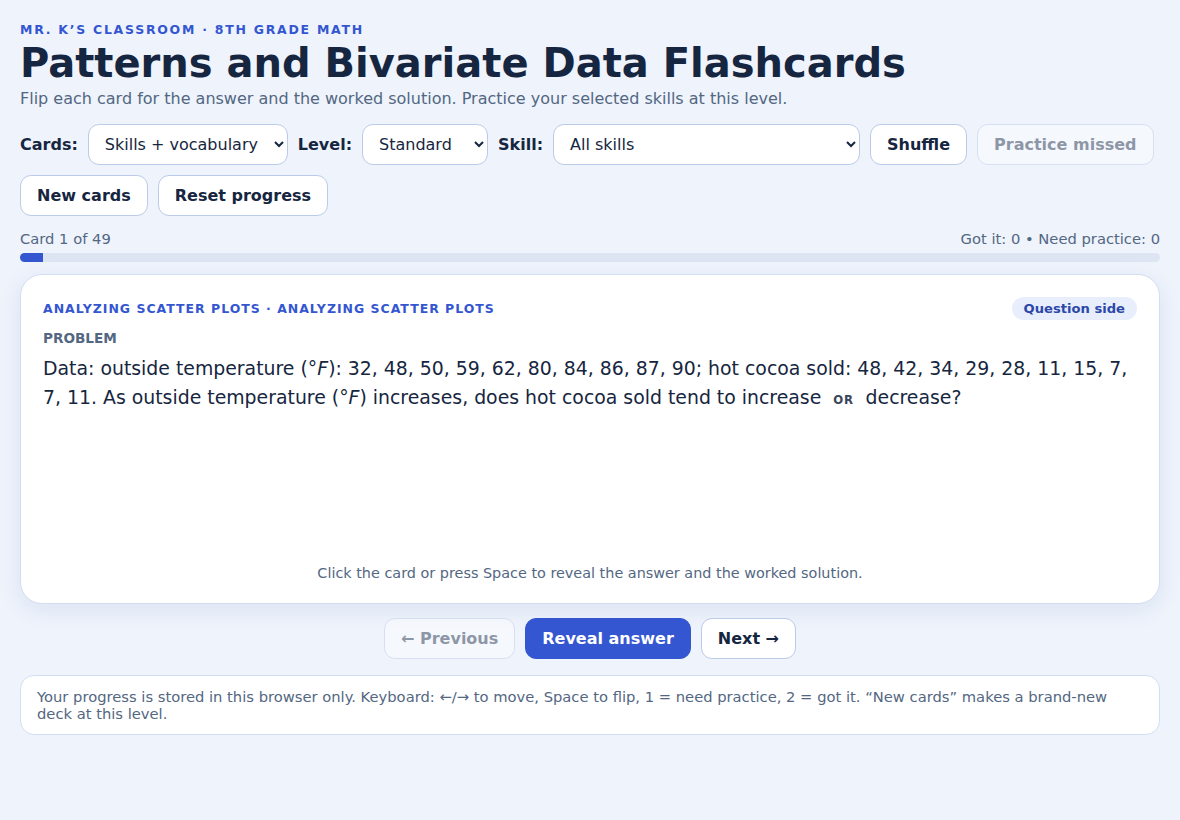 MR. K’S CLASSROOM · 8TH GRADE MATH
Patterns and Bivariate Data Flashcards
Flip each card for the answer and the worked solution. Practice your selected skills at this level.
Cards: Skills + vocabulary Level: Standard Skill: All skills Shuffle Practice missed
New cards Reset progress
Card 1 of 49 Got it: 0 • Need practice: 0
ANALYZING SCATTER PLOTS · ANALYZING SCATTER PLOTS Question side
PROBLEM
Data: outside temperature (°F): 32, 48, 50, 59, 62, 80, 84, 86, 87, 90; hot cocoa sold: 48, 42, 34, 29, 28, 11, 15, 7,
7, 11. As outside temperature (°F) increases, does hot cocoa sold tend to increase OR decrease?
Click the card or press Space to reveal the answer and the worked solution.
← Previous Reveal answer Next →
Your progress is stored in this browser only. Keyboard: ←/→ to move, Space to flip, 1 = need practice, 2 = got it. “New cards” makes a brand-new
deck at this level.